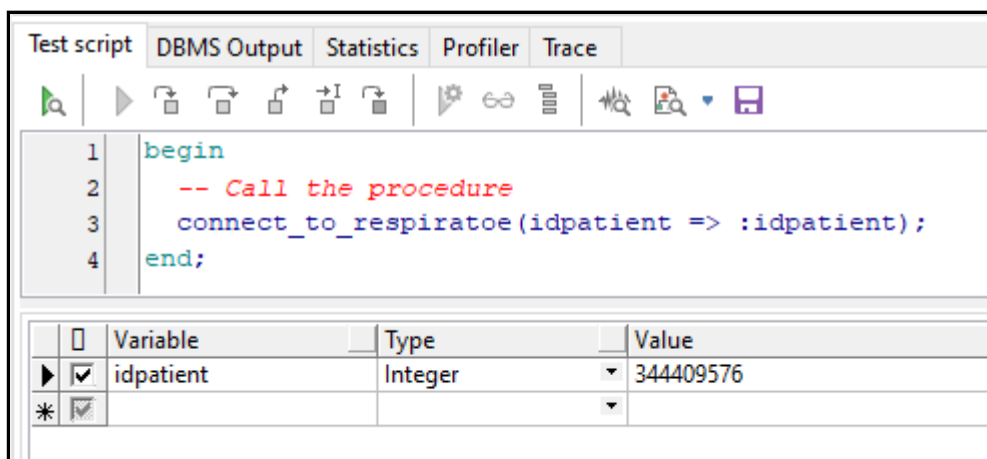 Test script DBMS Output Statistics Profiler Trace
1 begin
2 -- Call the procedure
3 connect_to_respiratoe(idpatient => :idpatient);
4 end;
Variable Type Value
idpatient Integer 344409576